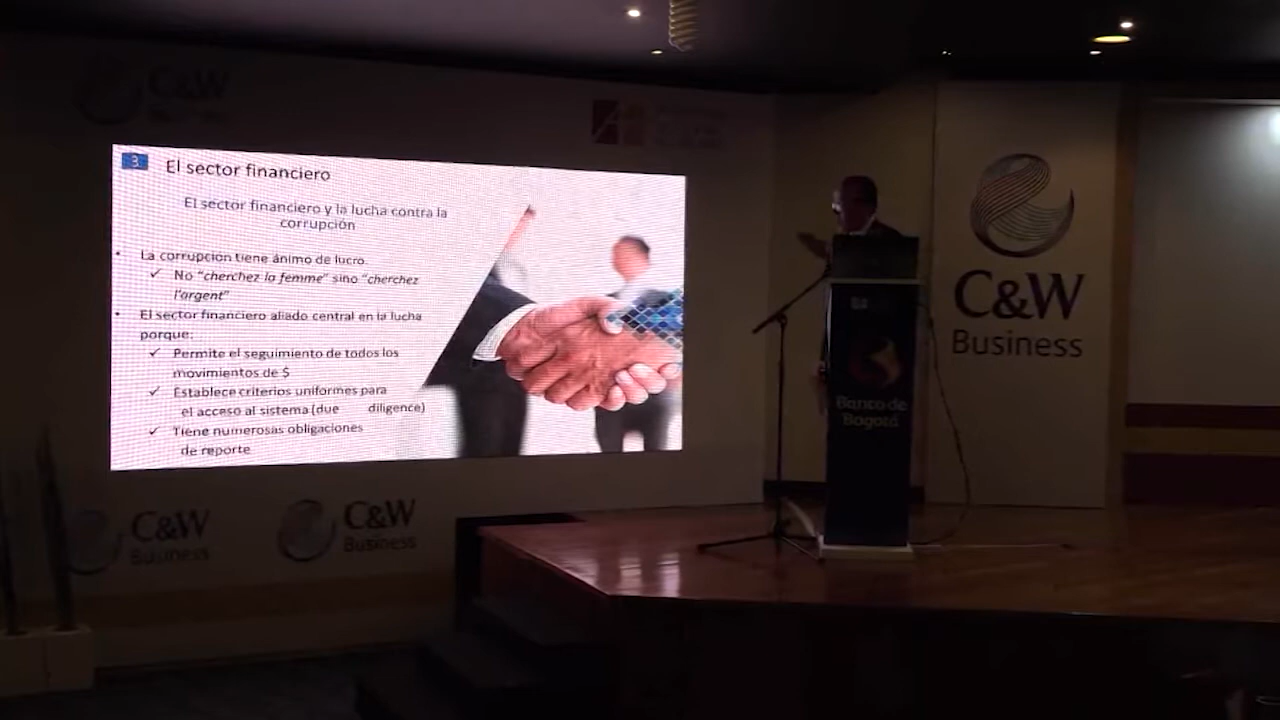 C&W
3
El sector financiero
El sector financiero y la lucha contra la
corrupción
• La corrupción tiene ánimo de lucro.
✓ No "cherchez la femme" sino "cherchez
l'argent"
• El sector financiero aliado central en la lucha
porque:
✓ Permite el seguimiento de todos los
movimientos de $
✓ Establece criterios uniformes para
el acceso al sistema (due diligence)
✓ Tiene numerosas obligaciones
de reporte
C&W
Business
Banco de
Bogotá
C&W
Business
C&W
Business